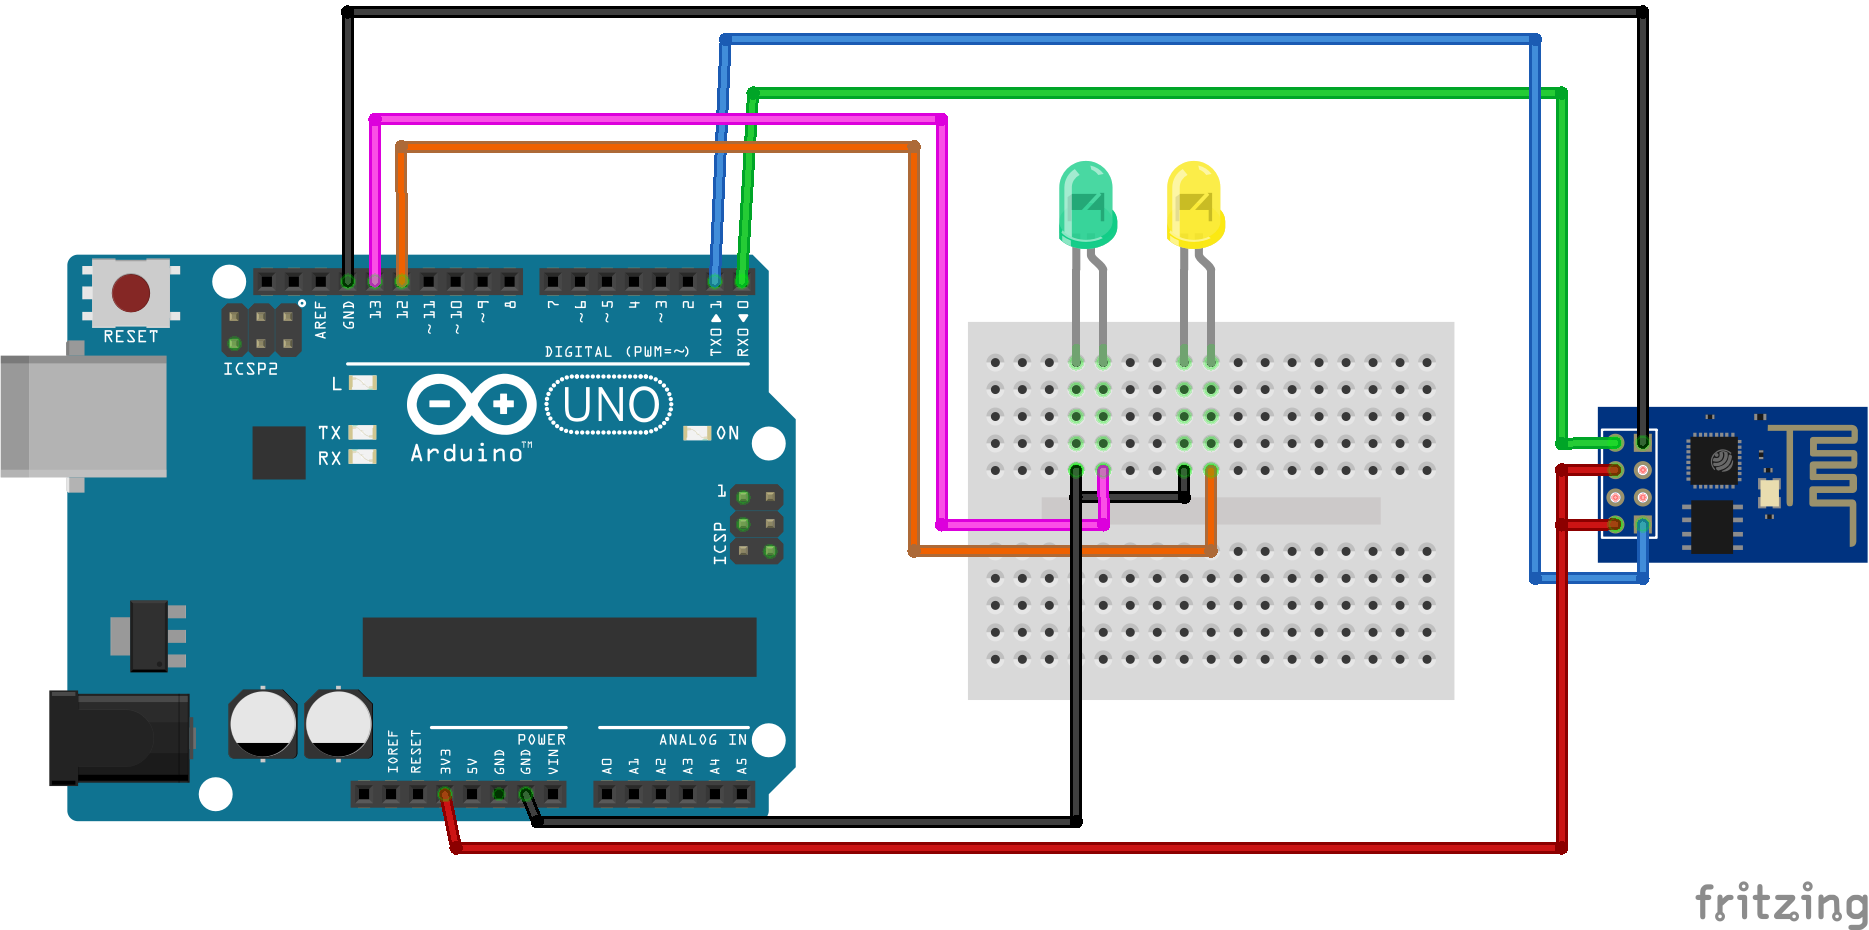 RESET
ICSP2
AREF
GND
13
12
~11
~10
~9
8
7
~6
~5
4
~3
2
TX0▶1
RX0◀0
DIGITAL (PWM=~)
L
TX
RX
UNO
Arduino™
ON
1
ICSP
IOREF
RESET
3V3
5V
GND
GND
VIN
POWER
ANALOG IN
A0
A1
A2
A3
A4
A5
fritzing